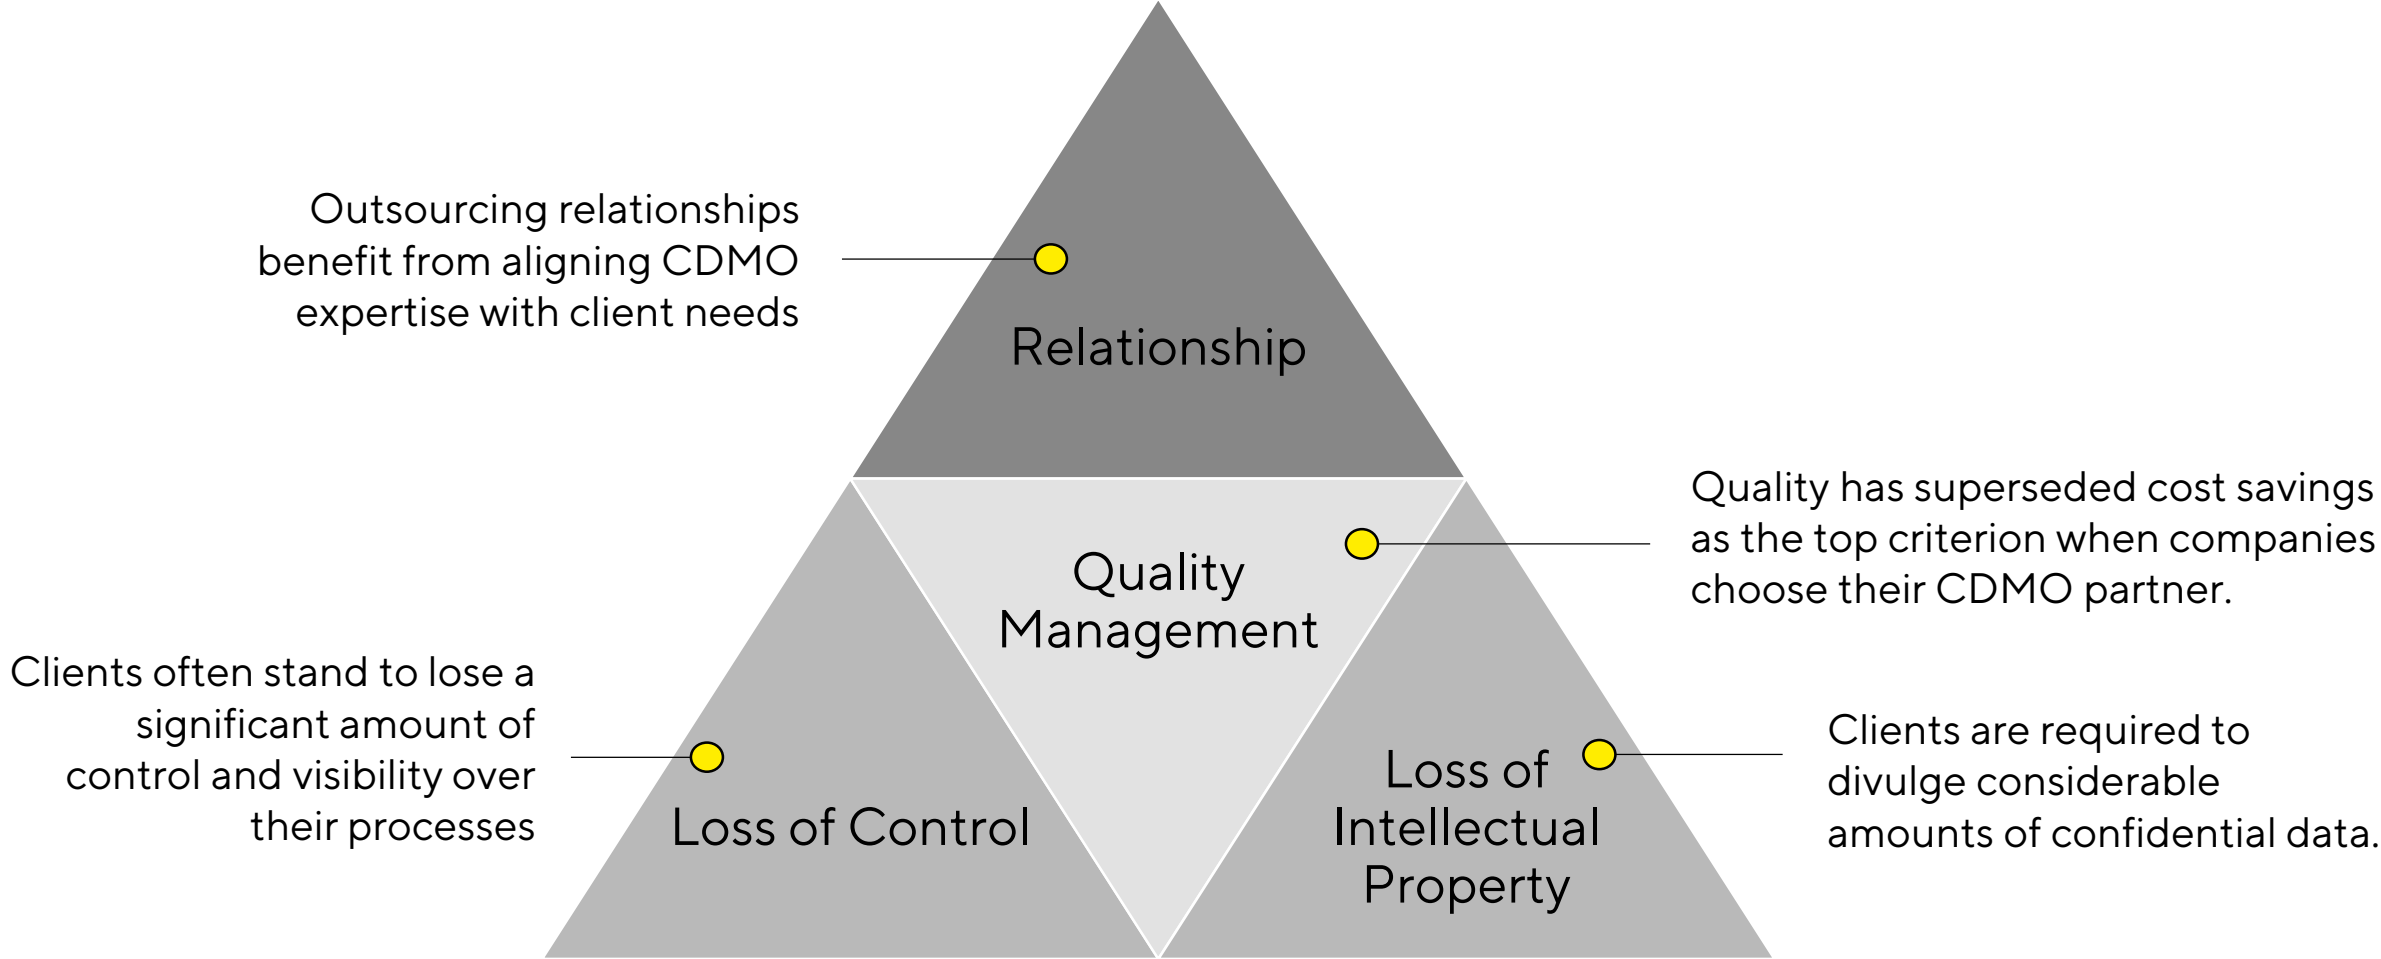 Outsourcing relationships
benefit from aligning CDMO
expertise with client needs
Relationship
Quality has superseded cost savings
as the top criterion when companies
choose their CDMO partner.
Quality
Management
Clients often stand to lose a
significant amount of
control and visibility over
their processes
Loss of Control
Loss of
Intellectual
Property
Clients are required to
divulge considerable
amounts of confidential data.